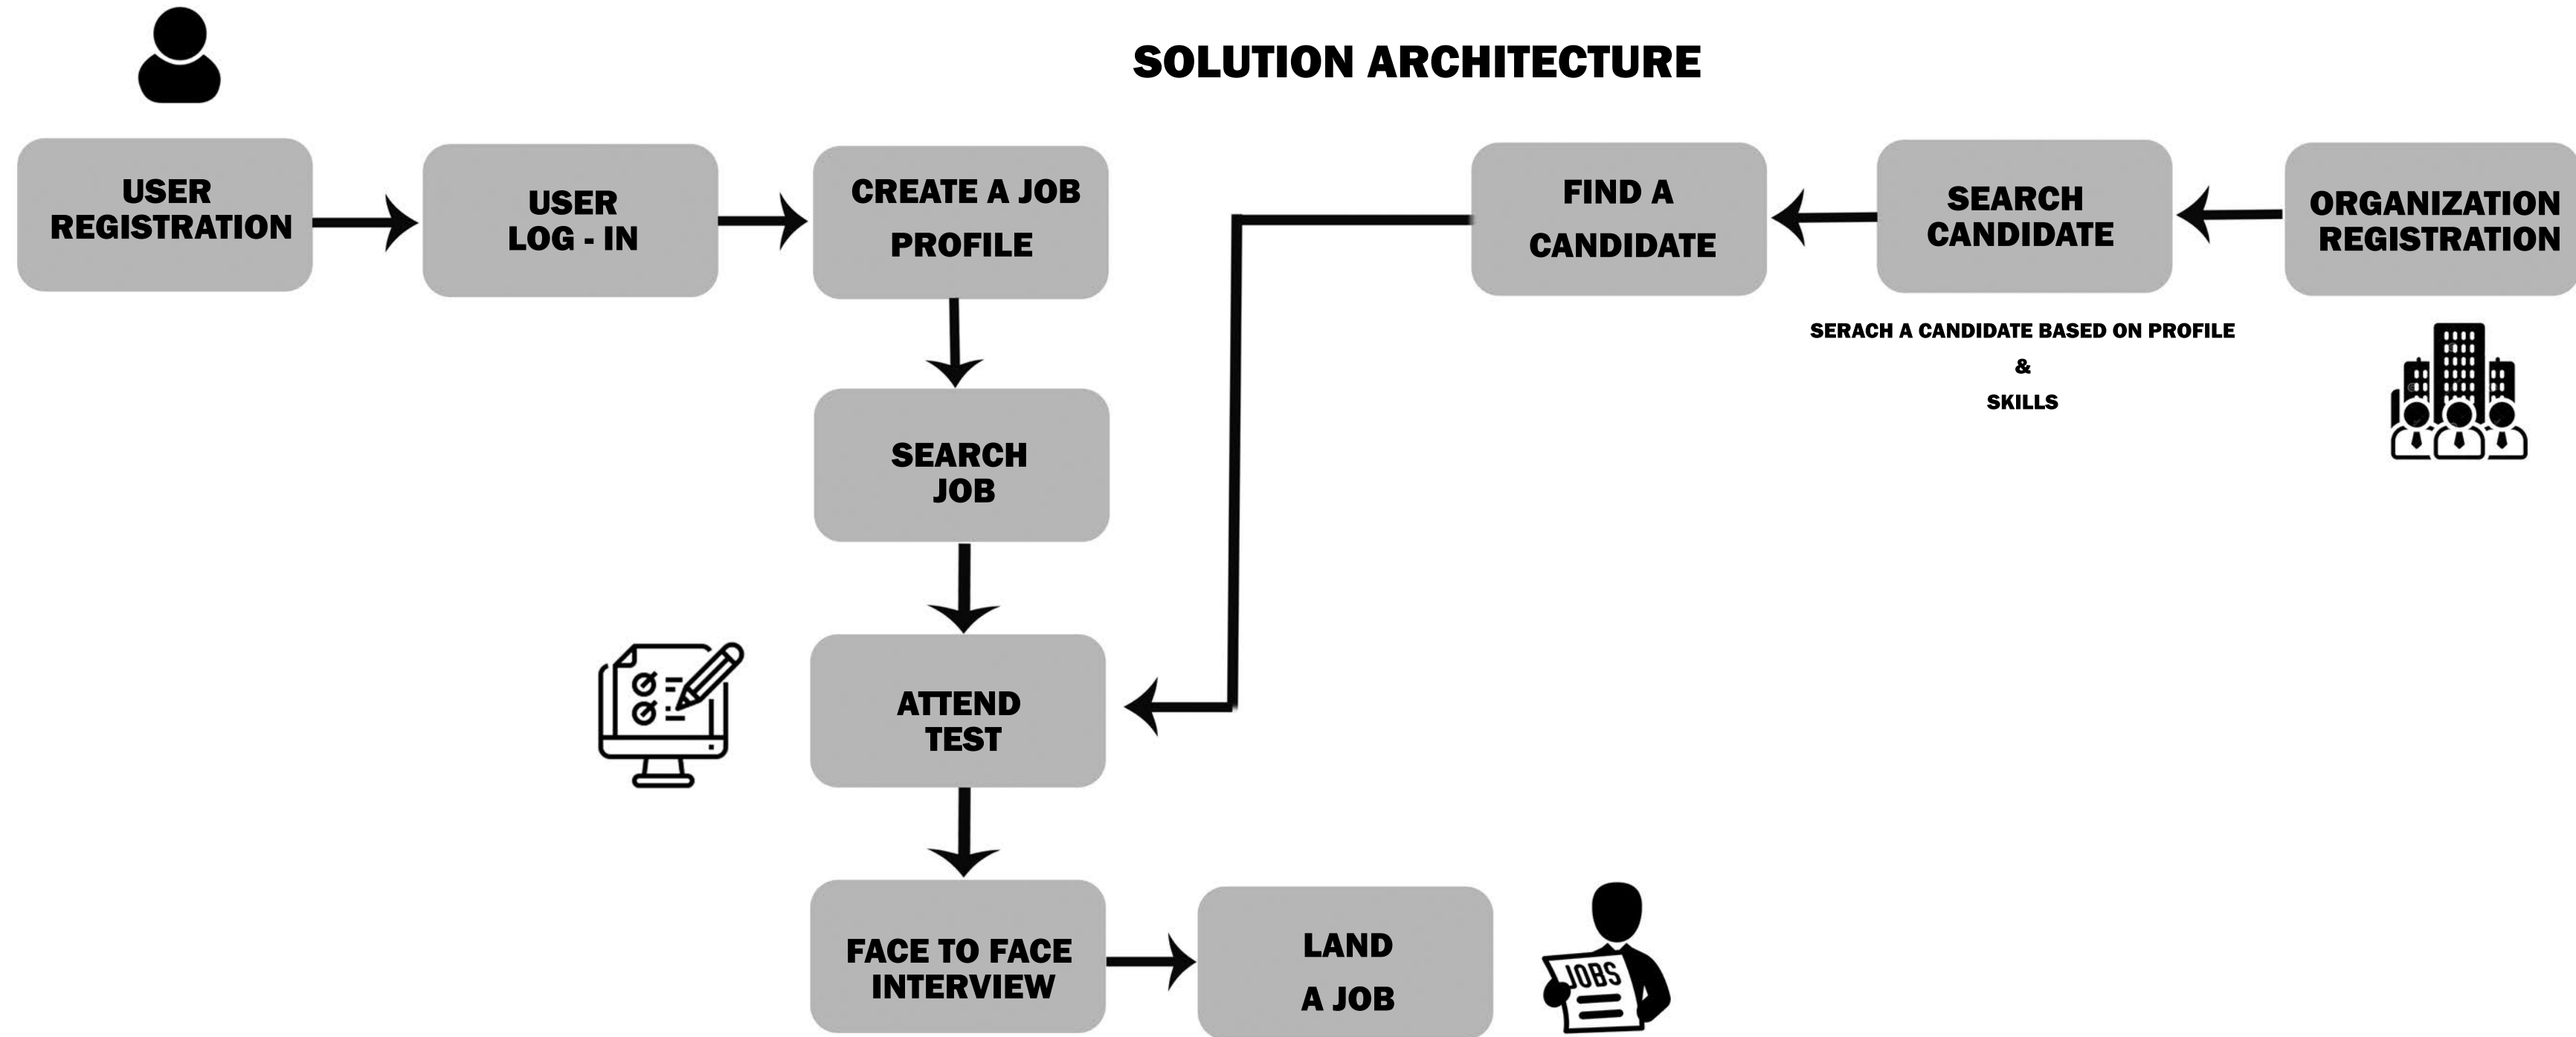 SOLUTION ARCHITECTURE
USER
REGISTRATION
USER
LOG - IN
CREATE A JOB
PROFILE
FIND A
CANDIDATE
SEARCH
CANDIDATE
ORGANIZATION
REGISTRATION
SERACH A CANDIDATE BASED ON PROFILE
&
SKILLS
SEARCH
JOB
ATTEND
TEST
FACE TO FACE
INTERVIEW
LAND
A JOB
JOBS